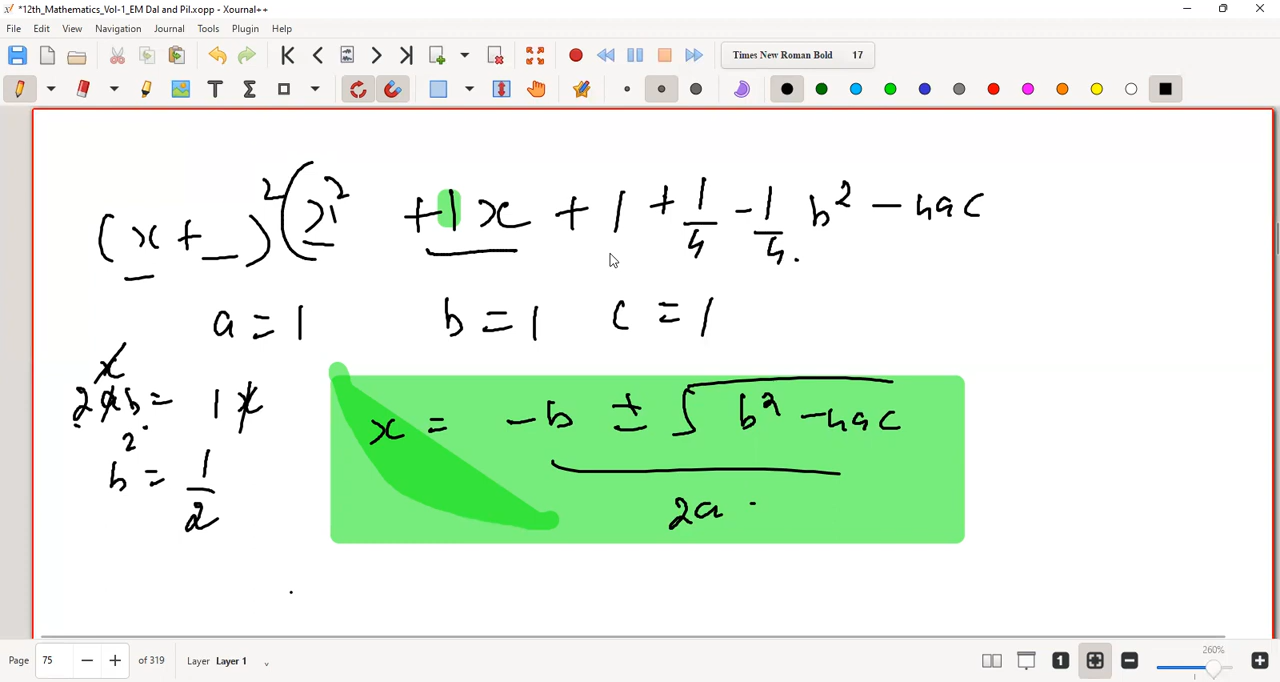 *12th_Mathematics_Vol-1_EM Dal and Pil.xopp - Xournal++
File Edit View Navigation Journal Tools Plugin Help
Times New Roman Bold 17
(x + _)² (x² + 1x + 1 + 1/4 - 1/4 b² - 4ac
a = 1 b = 1 c = 1
x
2ab = 1x
2
b = 1/2
x = -b ± √b² - 4ac
2a
Page 75 of 319 Layer Layer 1 260%